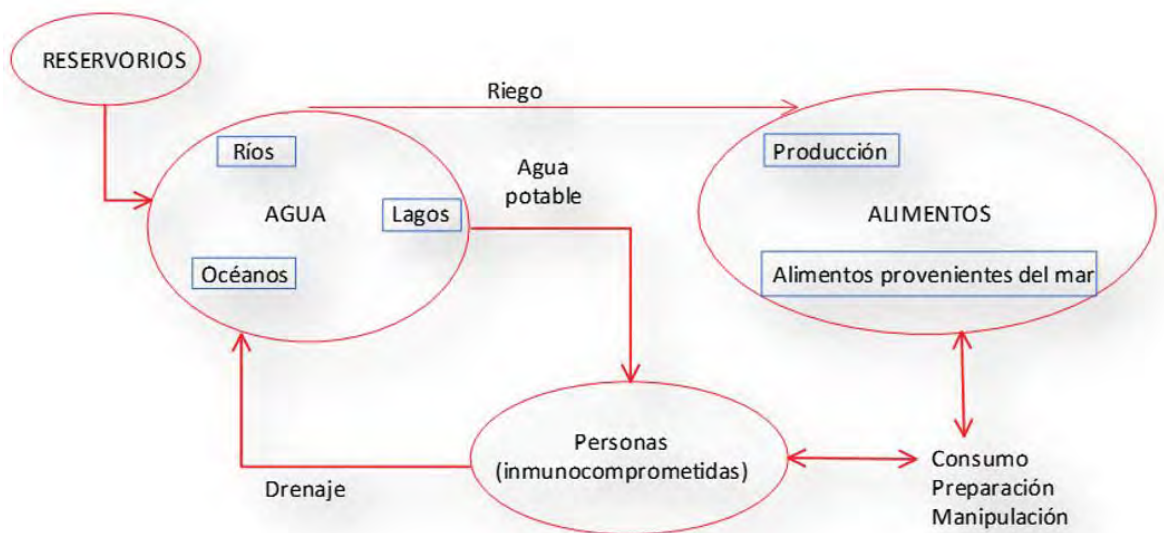 RESERVORIOS
Riego
Ríos
Producción
Agua
potable
AGUA
Lagos
ALIMENTOS
Océanos
Alimentos provenientes del mar
Personas
(inmunocomprometidas)
Drenaje
Consumo
Preparación
Manipulación